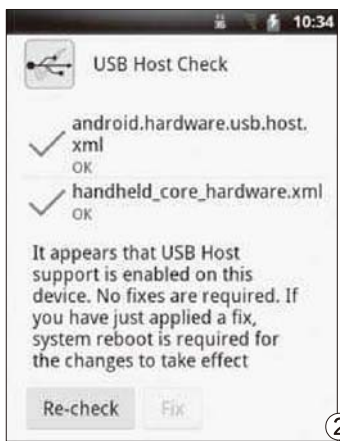 10:34
USB Host Check
android.hardware.usb.host.
xml
OK
handheld_core_hardware.xml
OK
It appears that USB Host
support is enabled on this
device. No fixes are required. If
you have just applied a fix,
system reboot is required for
the changes to take effect
Re-check Fix
2